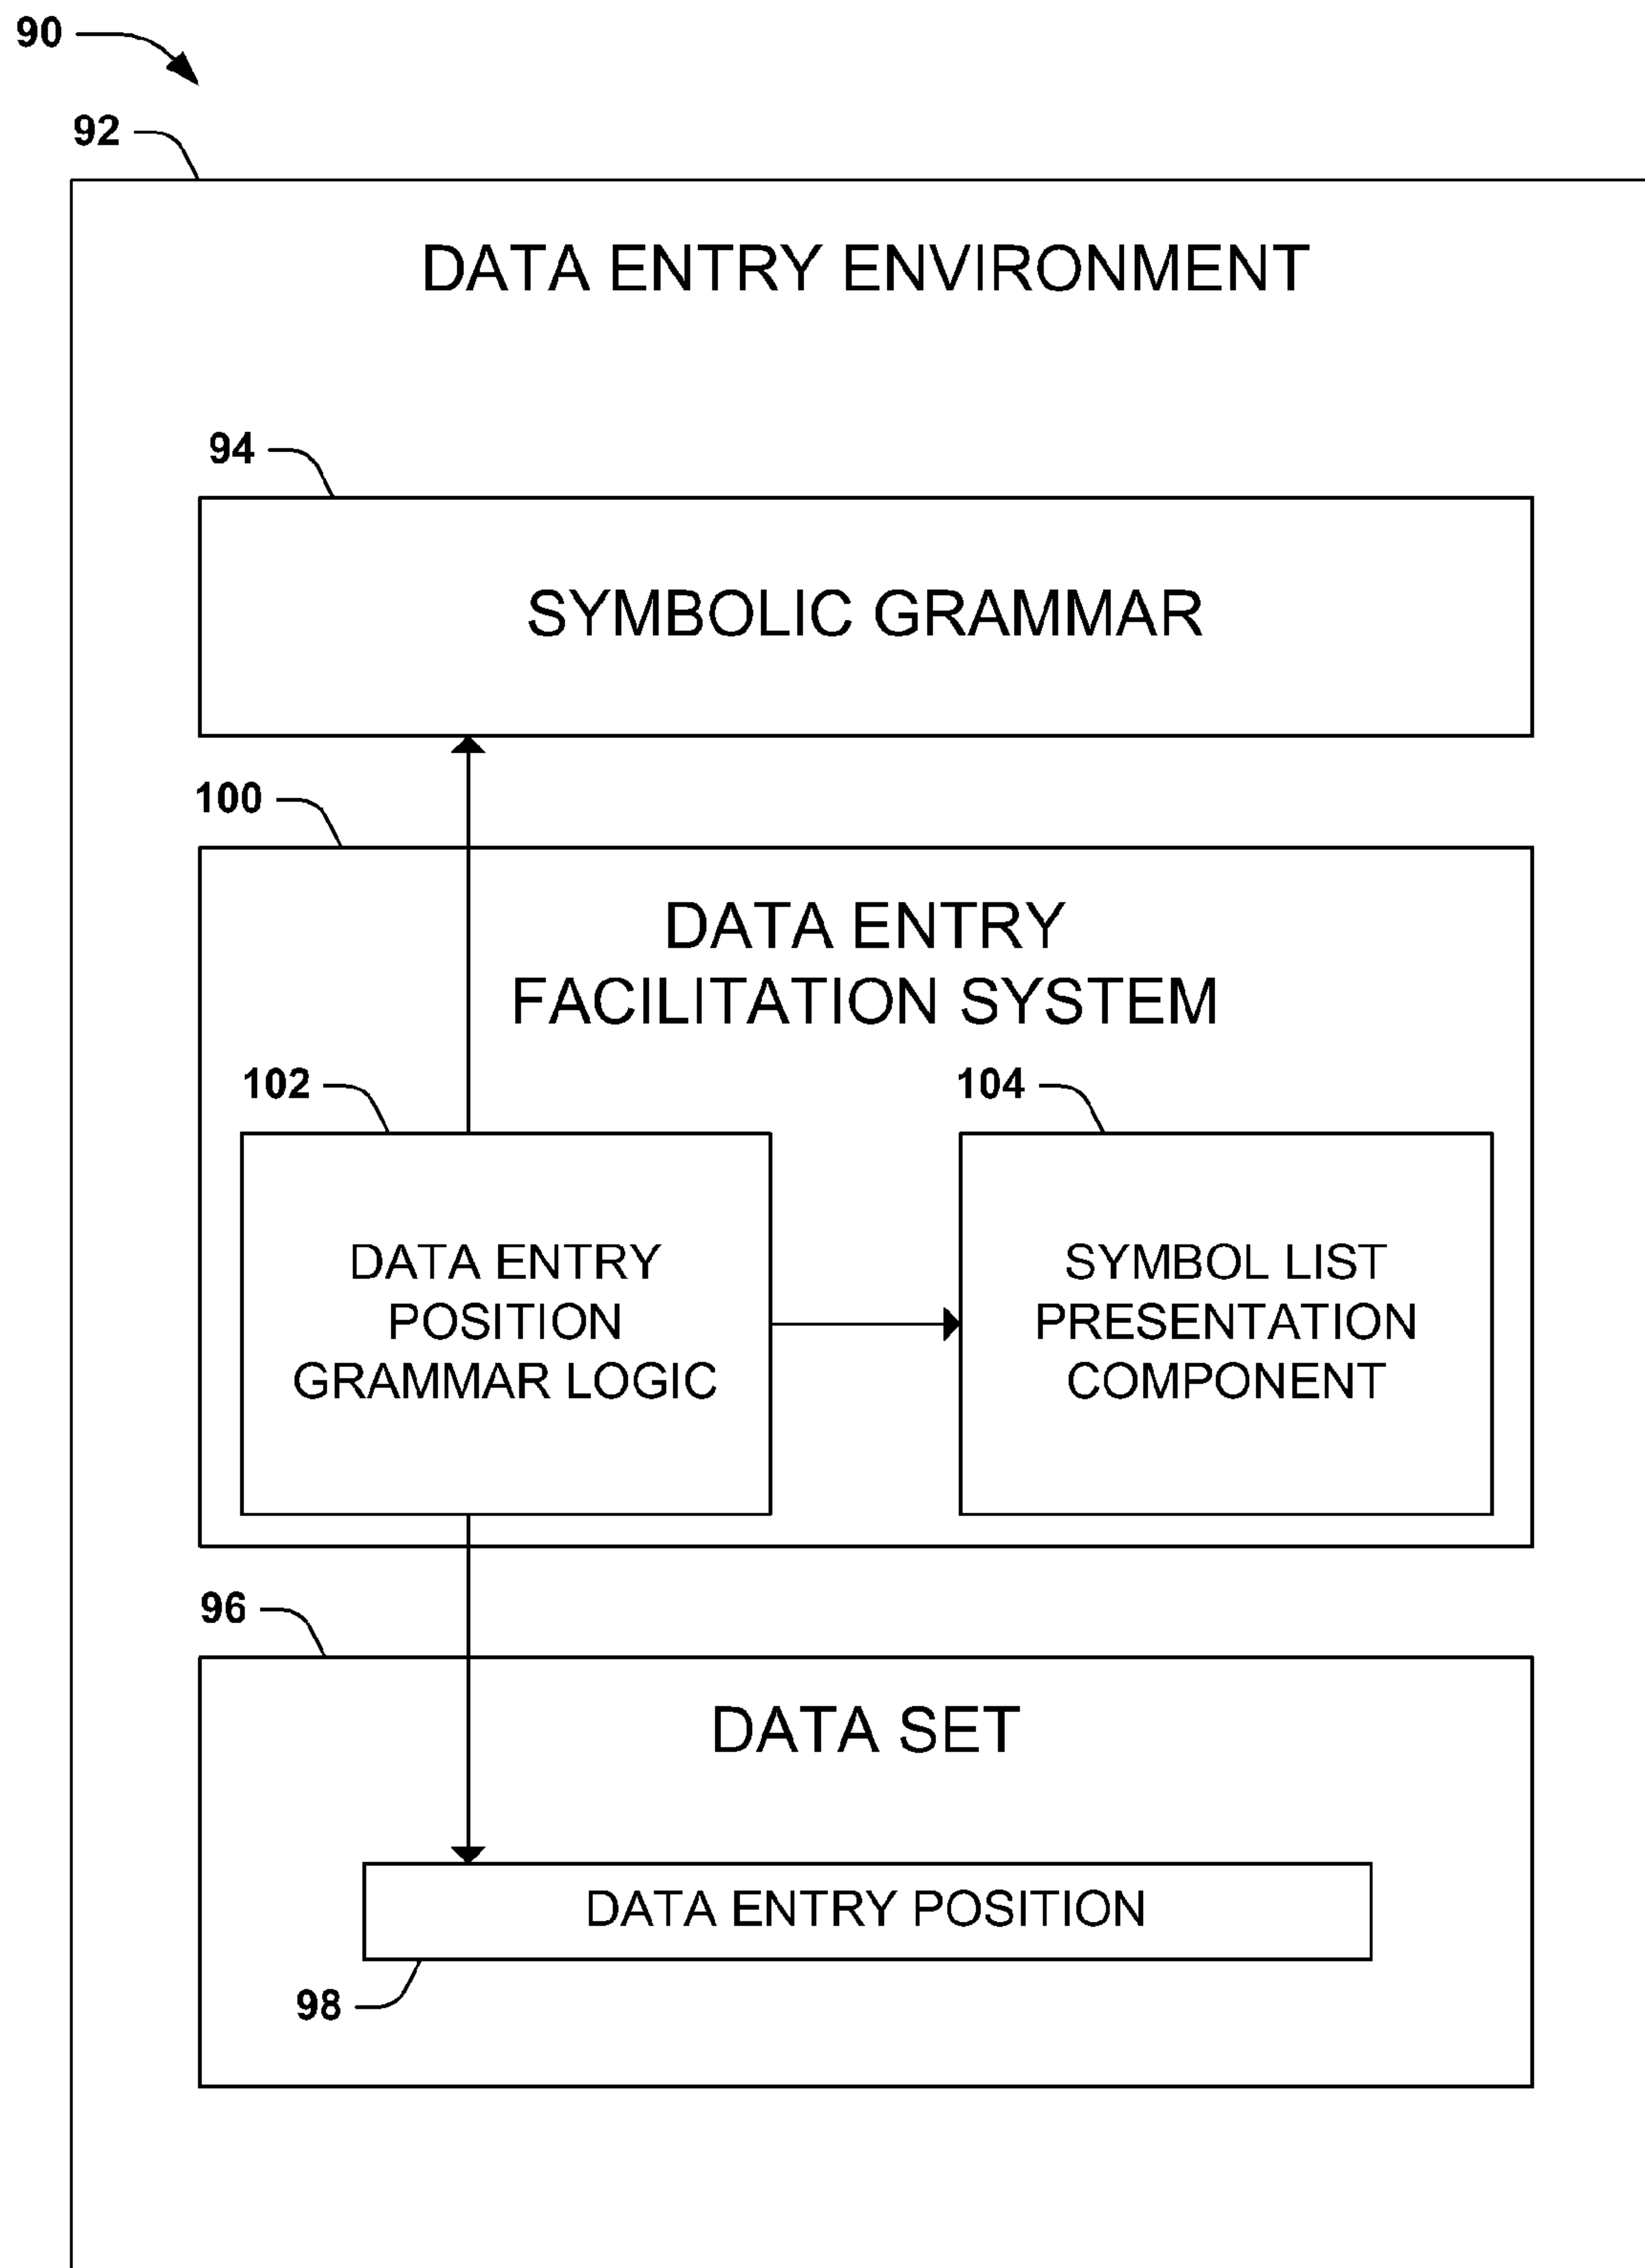 90
92
DATA ENTRY ENVIRONMENT
94
SYMBOLIC GRAMMAR
100
DATA ENTRY
FACILITATION SYSTEM
102
104
DATA ENTRY
POSITION
GRAMMAR LOGIC
SYMBOL LIST
PRESENTATION
COMPONENT
96
DATA SET
DATA ENTRY POSITION
98